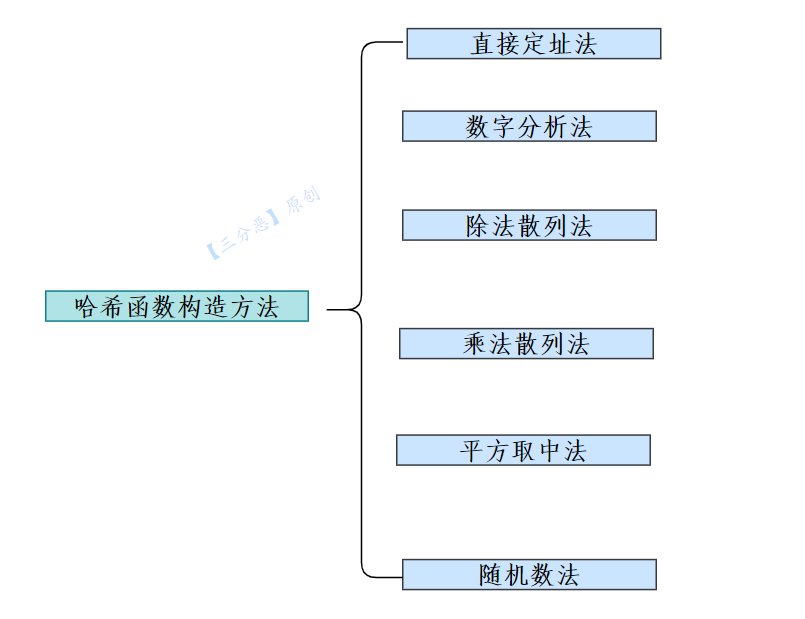 直接定址法
数字分析法
【三分恶】原创
除法散列法
哈希函数构造方法
乘法散列法
平方取中法
随机数法